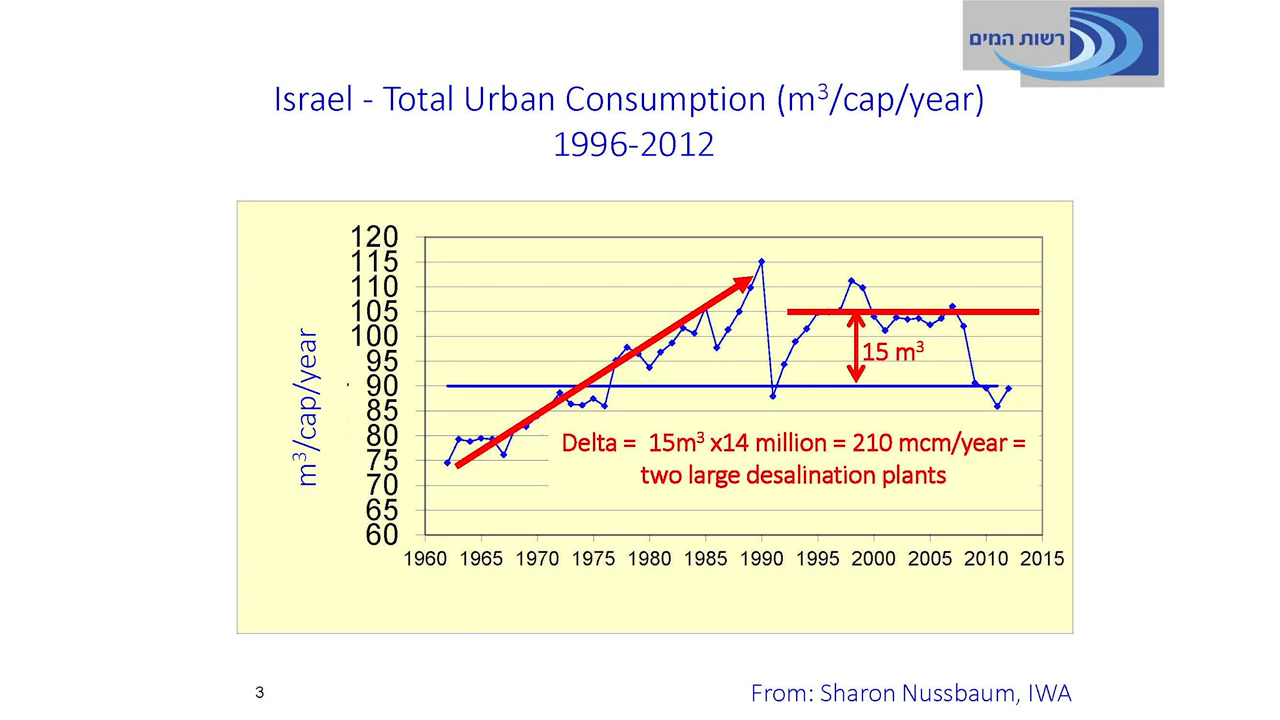 רשות המים
Israel - Total Urban Consumption (m³/cap/year)
1996-2012
m³/cap/year
120
115
110
105
100
95
90
85
80
75
70
65
60
15 m³
Delta = 15m³ x14 million = 210 mcm/year =
two large desalination plants
1960 1965 1970 1975 1980 1985 1990 1995 2000 2005 2010 2015
3
From: Sharon Nussbaum, IWA